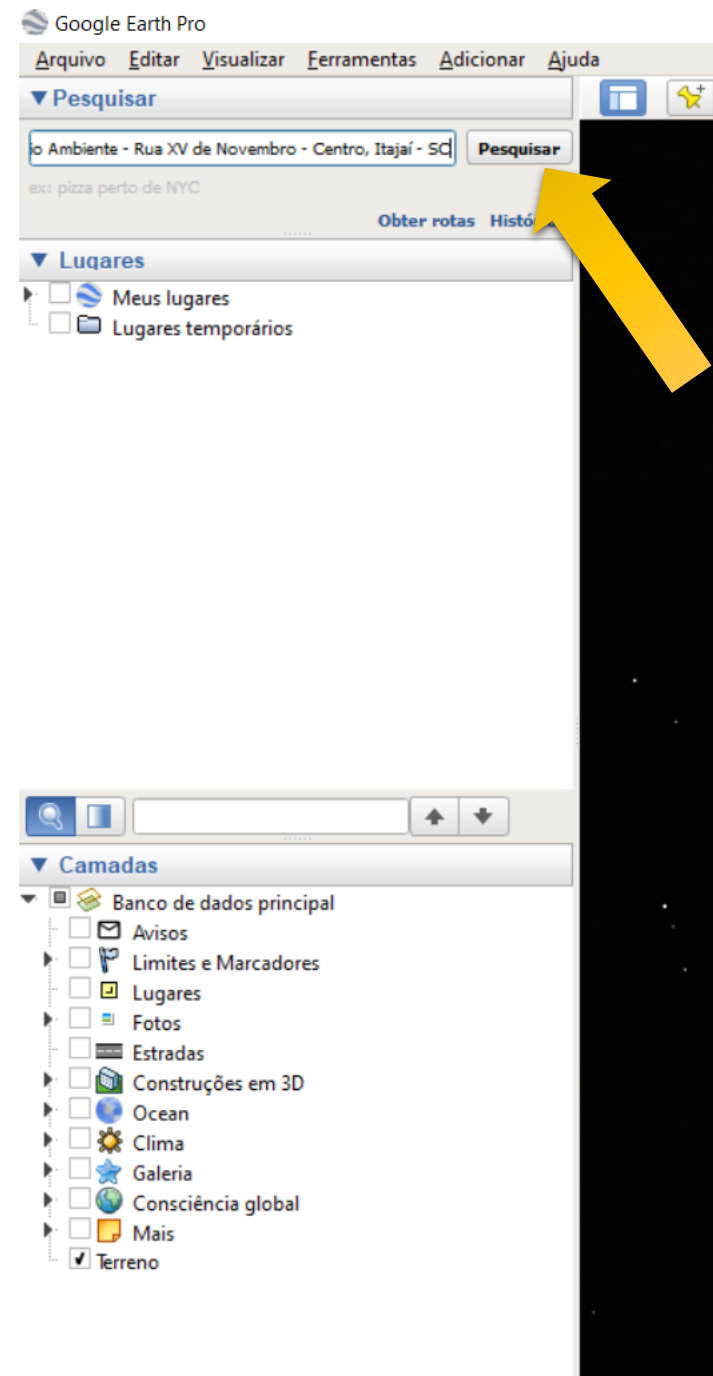 Google Earth Pro
Arquivo Editar Visualizar Ferramentas Adicionar Ajuda
Pesquisar
io Ambiente - Rua XV de Novembro - Centro, Itajaí - SC Pesquisar
ex: pizza perto de NYC
Obter rotas Histó
Lugares
Meus lugares
Lugares temporários
Camadas
Banco de dados principal
Avisos
Limites e Marcadores
Lugares
Fotos
Estradas
Construções em 3D
Ocean
Clima
Galeria
Consciência global
Mais
Terreno